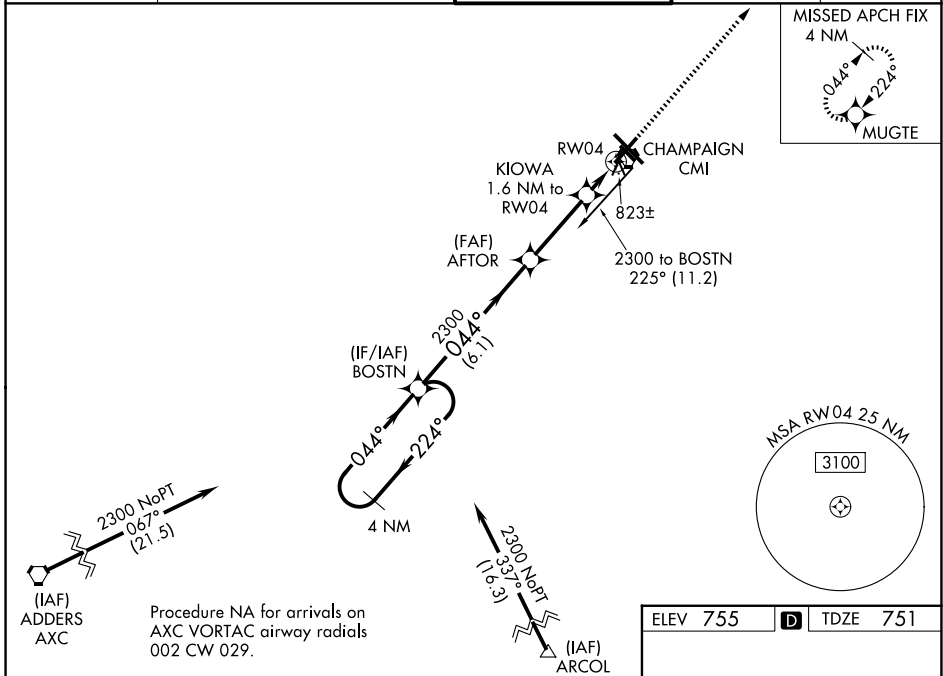 MISSED APCH FIX
4 NM
044°
224°
MUGTE
RW04
CHAMPAIGN
CMI
KIOWA
1.6 NM to
RW04
823±
(FAF)
AFTOR
2300 to BOSTN
225° (11.2)
2300
044°
(6.1)
(IF/IAF)
BOSTN
044°
224°
4 NM
MSA RW04 25 NM
3100
2300 NoPT
067°
(21.5)
(IAF)
ADDERS
AXC
2300 NoPT
337°
(16.3)
(IAF)
ARCOL
Procedure NA for arrivals on
AXC VORTAC airway radials
002 CW 029.
ELEV 755 D TDZE 751